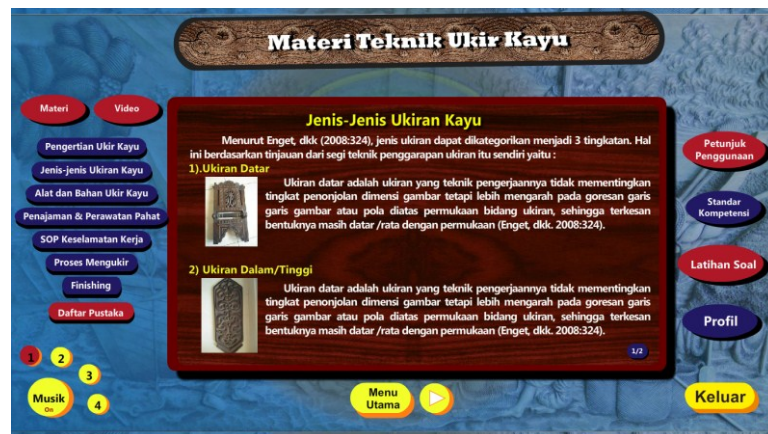 Materi Teknik Ukir Kayu
Materi
Video
Pengertian Ukir Kayu
Jenis-jenis Ukiran Kayu
Alat dan Bahan Ukir Kayu
Penajaman & Perawatan Pahat
SOP Keselamatan Kerja
Proses Mengukir
Finishing
Daftar Pustaka
1
2
3
4
Musik
On
Jenis-Jenis Ukiran Kayu
Menurut Enget, dkk (2008:324), jenis ukiran dapat dikategorikan menjadi 3 tingkatan. Hal
ini berdasarkan tinjauan dari segi teknik penggarapan ukiran itu sendiri yaitu :
1).Ukiran Datar
Ukiran datar adalah ukiran yang teknik pengerjaannya tidak mementingkan
tingkat penonjolan dimensi gambar tetapi lebih mengarah pada goresan garis
garis gambar atau pola diatas permukaan bidang ukiran, sehingga terkesan
bentuknya masih datar /rata dengan permukaan (Enget, dkk. 2008:324).
2) Ukiran Dalam/Tinggi
Ukiran datar adalah ukiran yang teknik pengerjaannya tidak mementingkan
tingkat penonjolan dimensi gambar tetapi lebih mengarah pada goresan garis
garis gambar atau pola diatas permukaan bidang ukiran, sehingga terkesan
bentuknya masih datar /rata dengan permukaan (Enget, dkk. 2008:324).
1/2
Menu
Utama
Petunjuk
Penggunaan
Standar
Kompetensi
Latihan Soal
Profil
Keluar